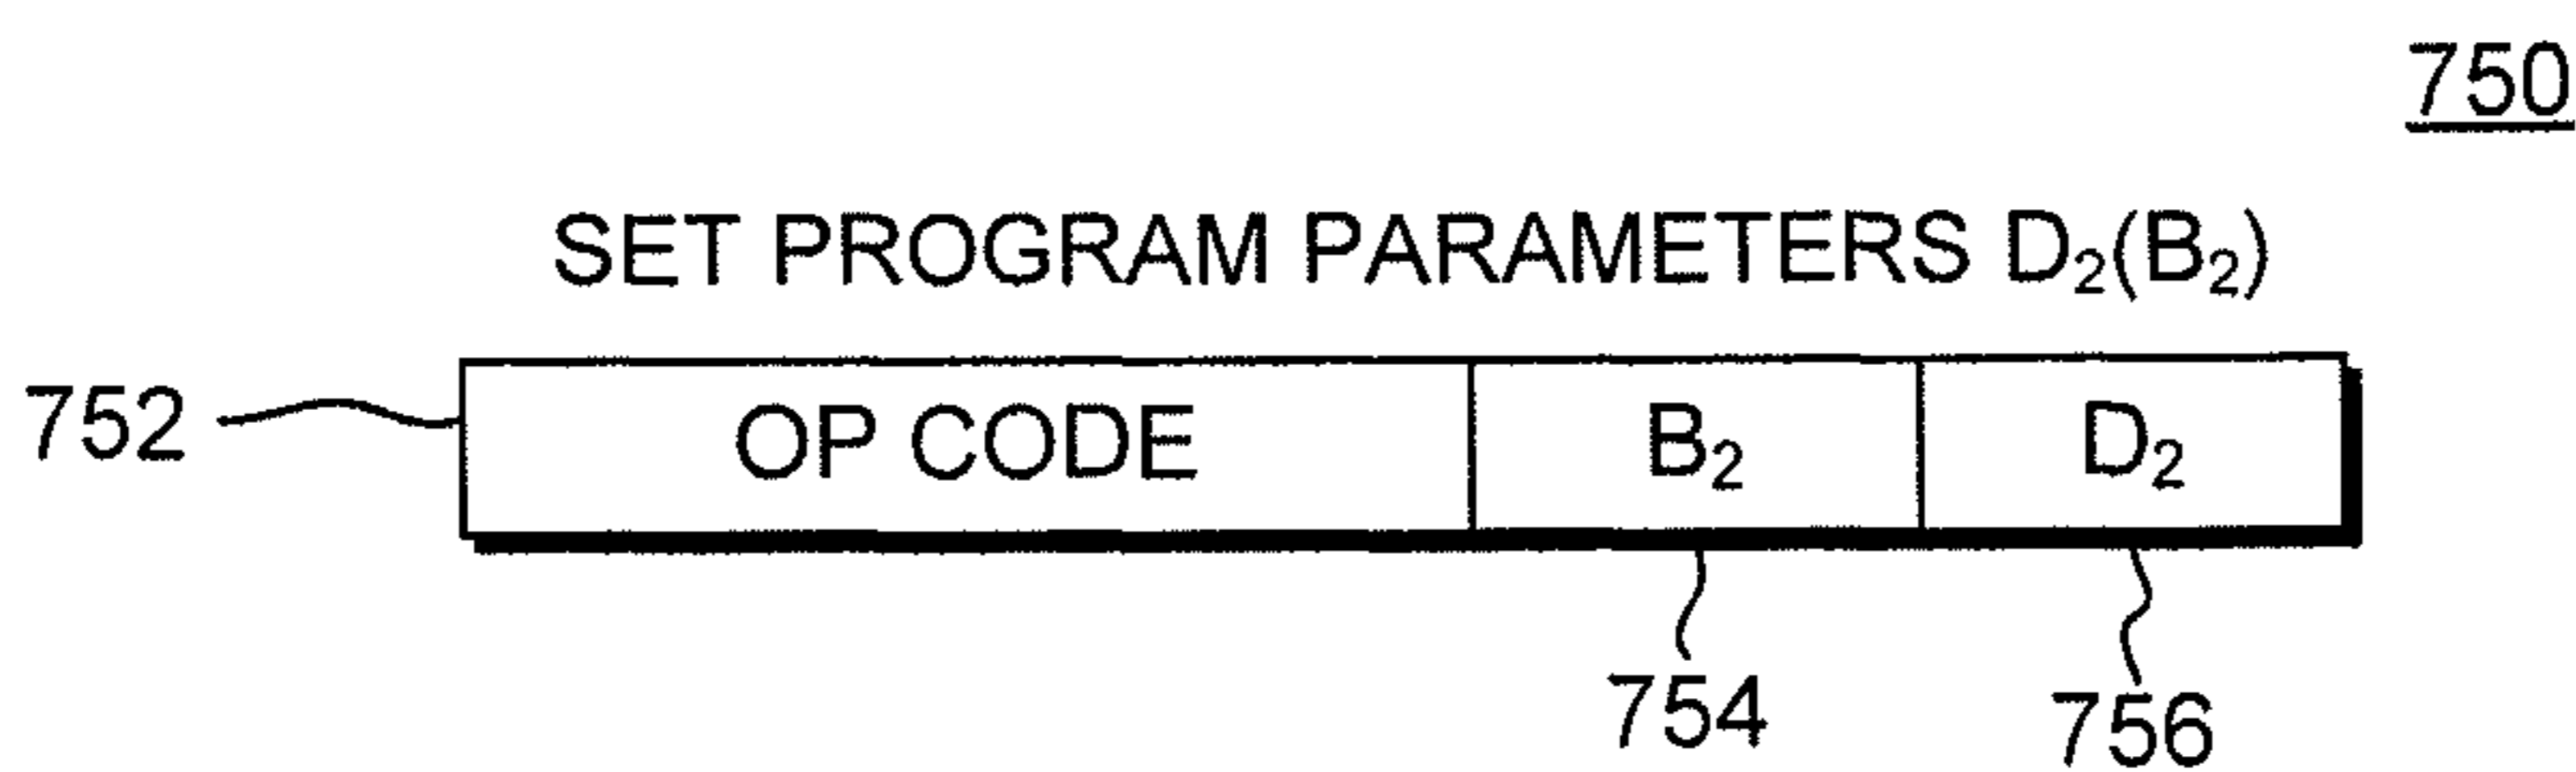 750
SET PROGRAM PARAMETERS D₂(B₂)
752 OP CODE B₂ D₂
754 756